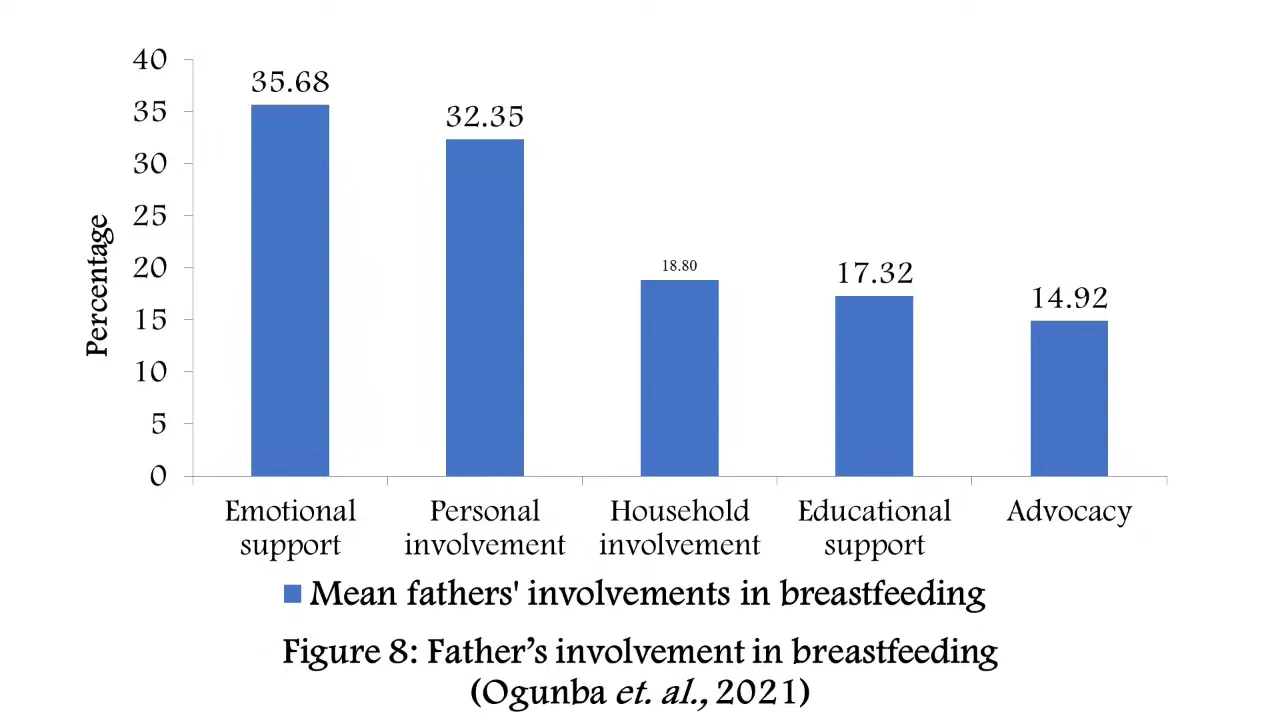 40
35
30
25
20
15
10
5
0
Percentage
35.68
32.35
18.80
17.32
14.92
Emotional support
Personal involvement
Household involvement
Educational support
Advocacy
Mean fathers' involvements in breastfeeding
Figure 8: Father’s involvement in breastfeeding
(Ogunba et. al., 2021)